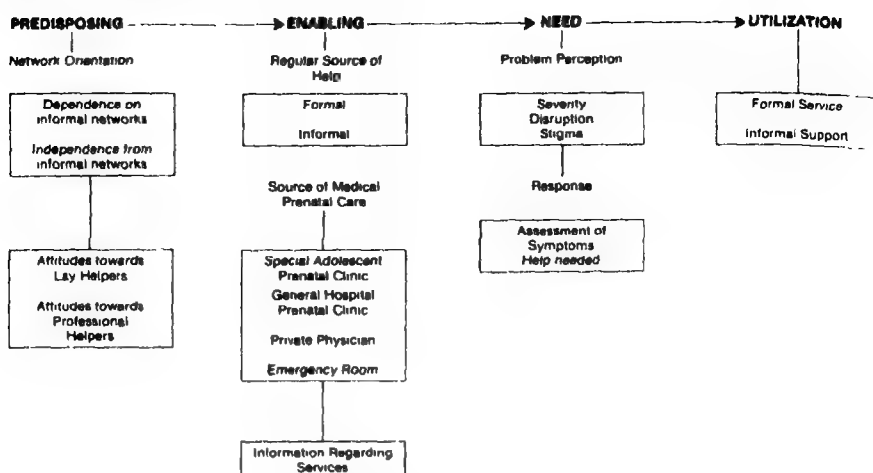 PREDISPOSING
Network Orientation
Dependence on
informal networks
Independence from
informal networks
Attitudes towards
Lay Helpers
Attitudes towards
Professional
Helpers
ENABLING
Regular Source of
Help
Formal
Informal
Source of Medical
Prenatal Care
Special Adolescent
Prenatal Clinic
General Hospital
Prenatal Clinic
Private Physician
Emergency Room
Information Regarding
Services
NEED
Problem Perception
Severity
Disruption
Stigma
Response
Assessment of
Symptoms
Help needed
UTILIZATION
Formal Service
Informal Support